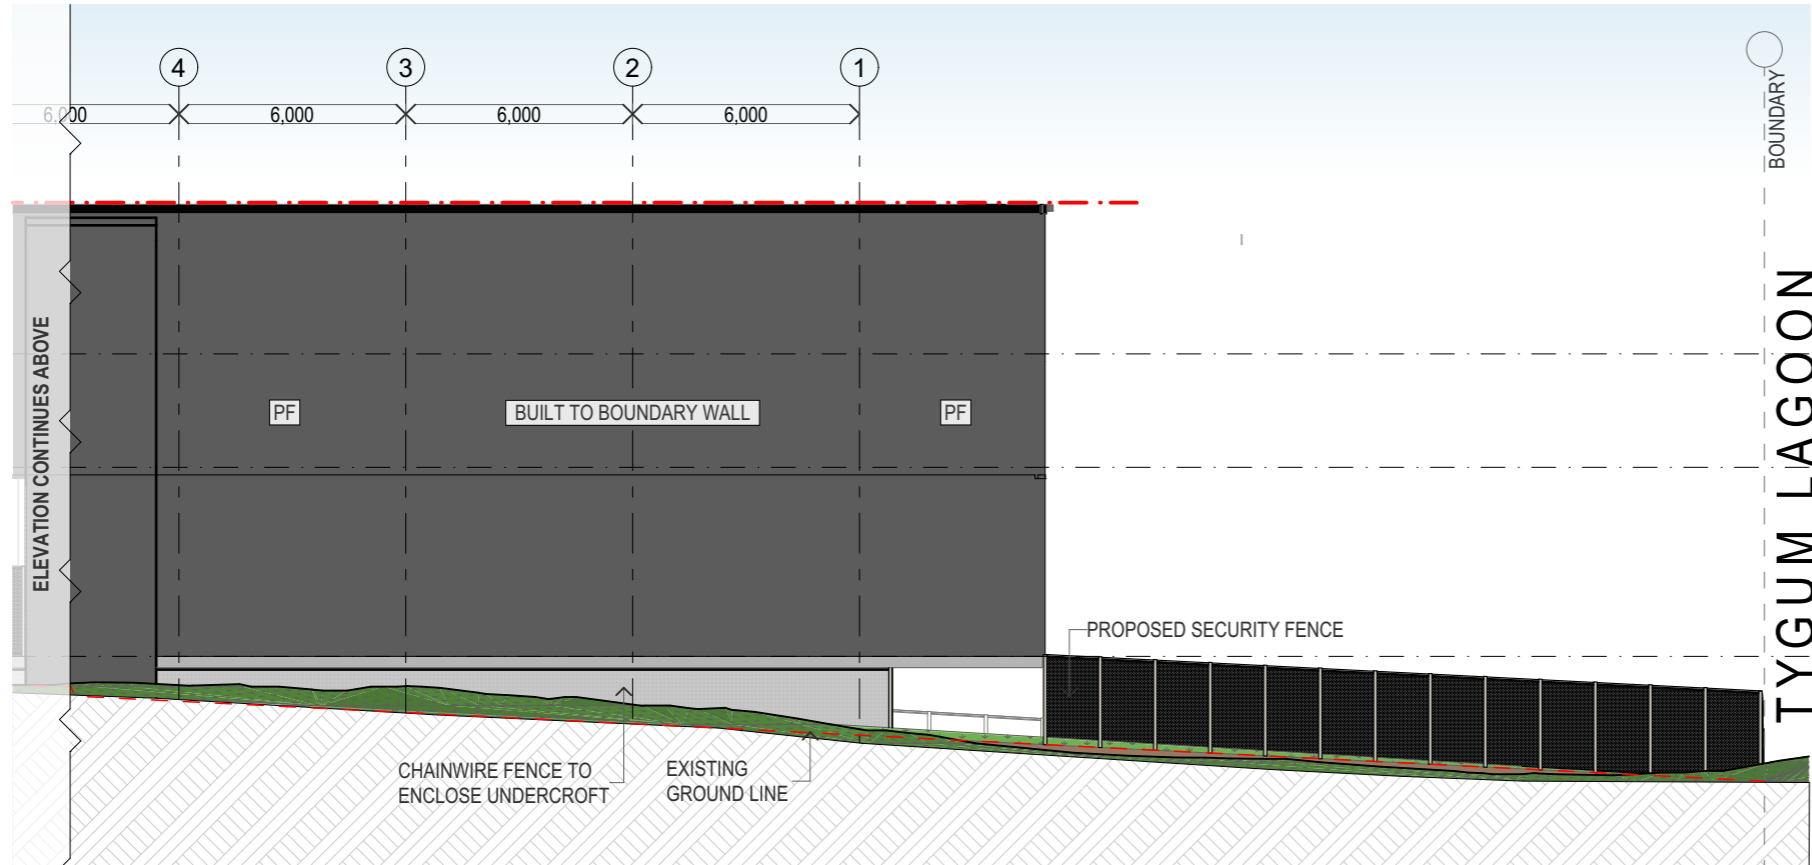 4
3
2
1
6,000
6,000
6,000
6,000
BOUNDARY
ELEVATION CONTINUES ABOVE
PF
BUILT TO BOUNDARY WALL
PF
TYGUM LAGOON
PROPOSED SECURITY FENCE
CHAINWIRE FENCE TO
ENCLOSE UNDERCROFT
EXISTING
GROUND LINE